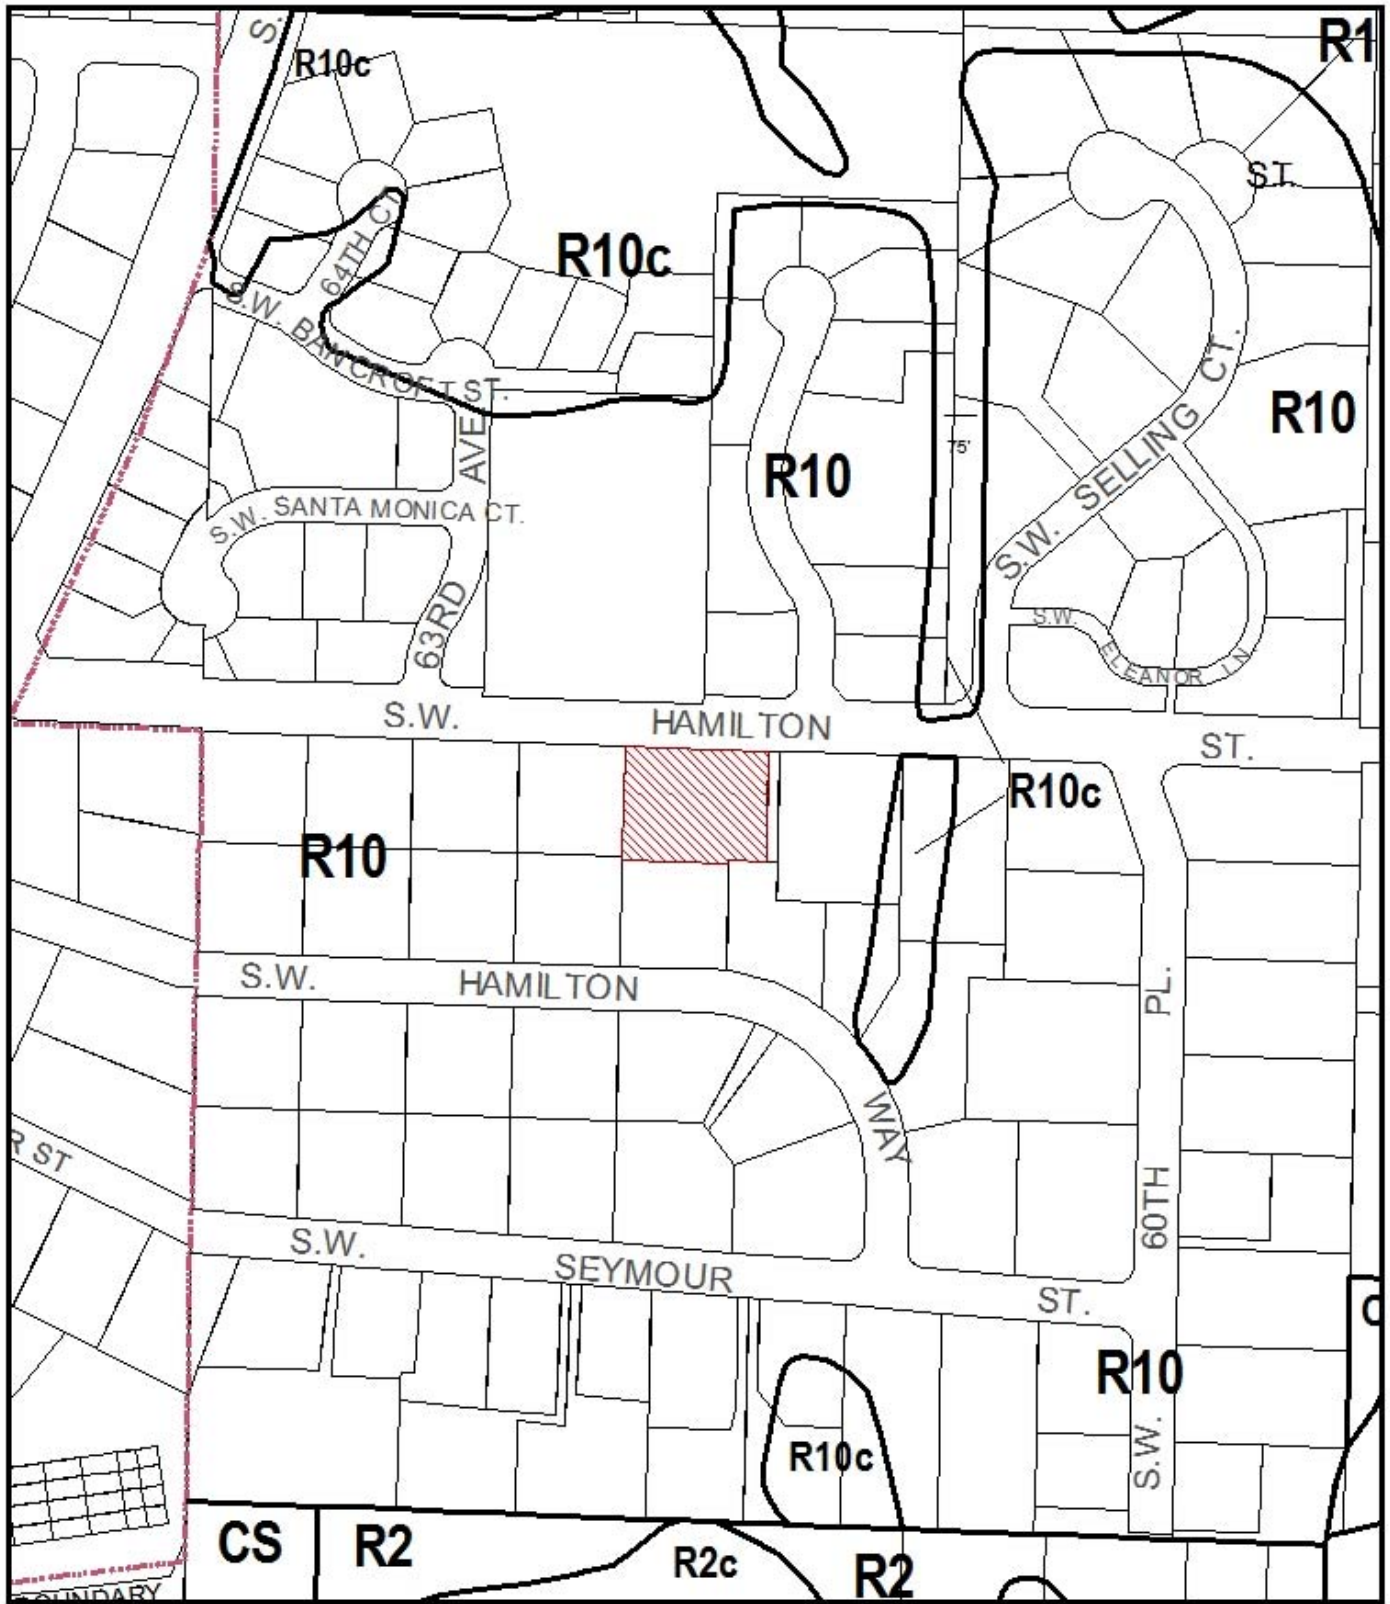 S.
R10c
R1
ST.
64TH CT.
R10c
S.W. BANCROFT ST.
S.W. SELLING CT.
R10
AVE
75'
R10
S.W. SANTA MONICA CT.
63RD
S.W.
ELEANOR LN
S.W. HAMILTON ST.
R10c
R10
S.W. HAMILTON
PL.
WAY
R ST
60TH
S.W. SEYMOUR ST.
C
R10
R10c
S.W.
CS
R2
R2c
R2
BOUNDARY